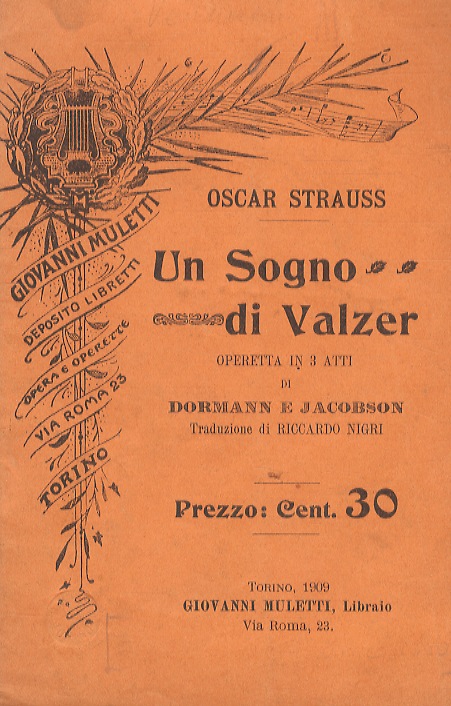 GIOVANNI MULETTI
DEPOSITO LIBRETTI
OPERA E OPERETTE
VIA ROMA 23
TORINO
OSCAR STRAUSS
Un Sogno
di Valzer
OPERETTA IN 3 ATTI
DI
DORMANN E JACOBSON
Traduzione di RICCARDO NIGRI
Prezzo: Cent. 30
TORINO, 1909
GIOVANNI MULETTI, Libraio
Via Roma, 23.